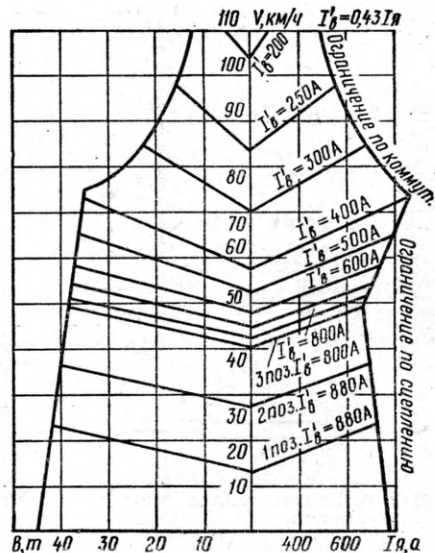 110 V, км/ч I'в=0,43Iя
100
I'в=200
Ограничение по коммут.
90
I'в=250А
80
I'в=300А
70
I'в=400А
60
I'в=500А
I'в=600А
50
Ограничение по сцеплению
I'в=800А
40
3поз. I'в=800А
30
2поз. I'в=880А
20
1поз. I'в=880А
10
В,т 40 30 20 0 400 600 Iя,а